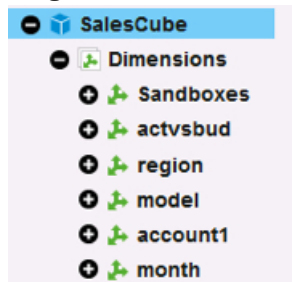 SalesCube
Dimensions
Sandboxes
actvsbud
region
model
account1
month